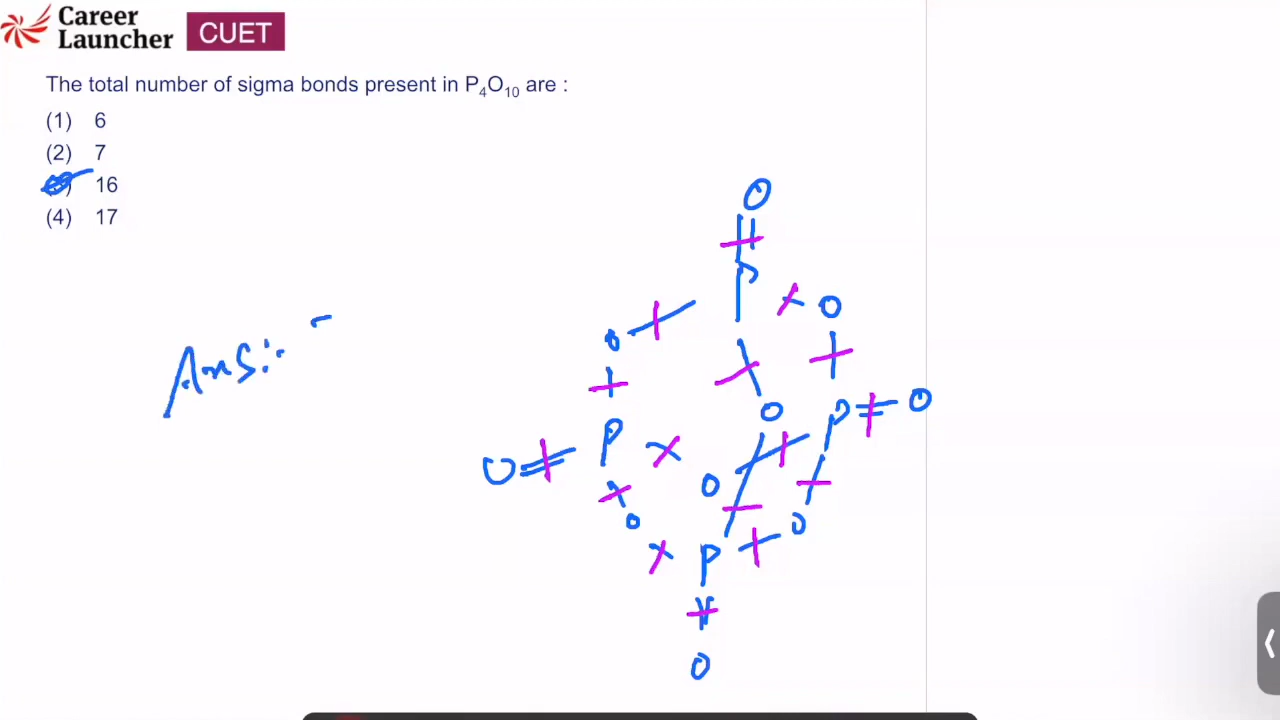 Career
Launcher
CUET
The total number of sigma bonds present in P₄O₁₀ are :
(1) 6
(2) 7
16
(4) 17
Ans:-
O
P
O
O
O
P O
P
O
O
O
O
P
O